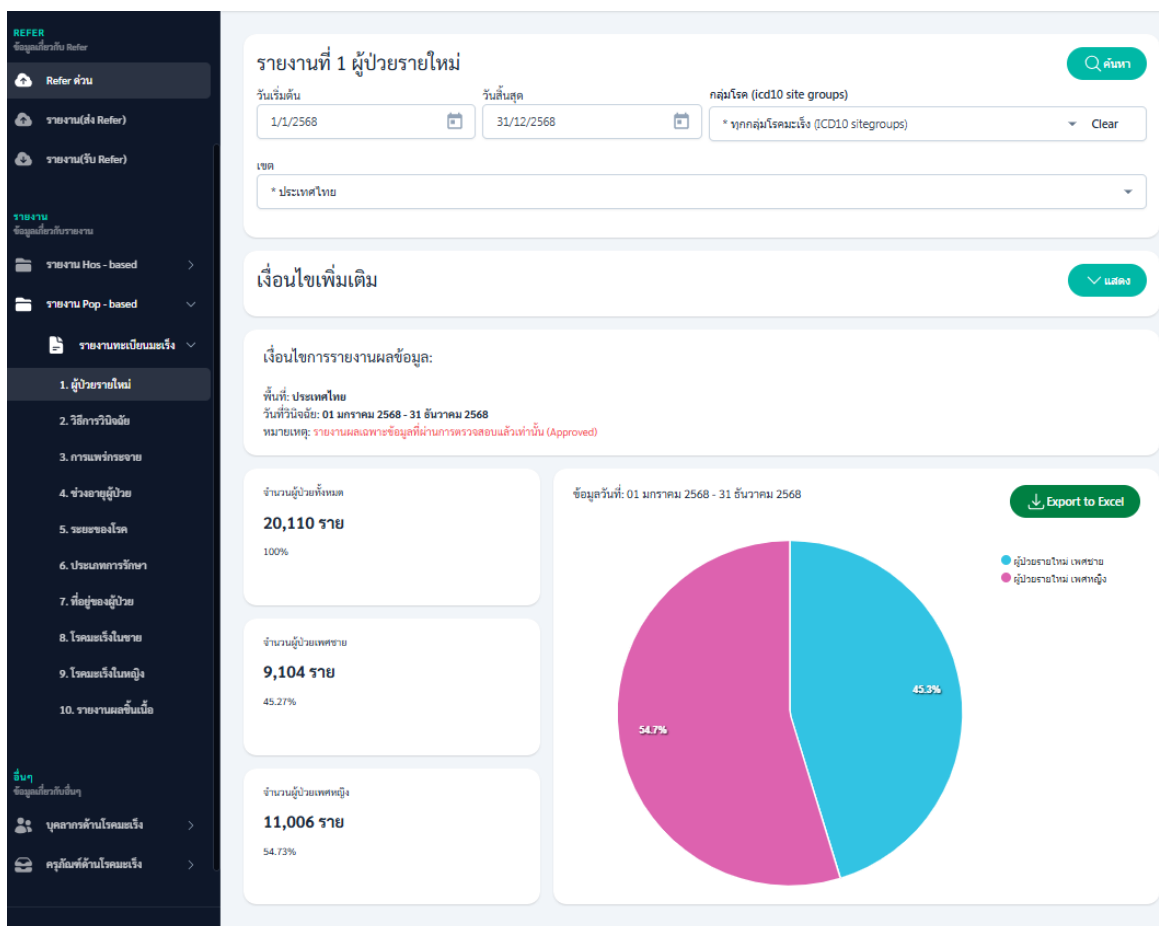 REFER
ข้อมูลเกี่ยวกับ Refer
Refer ด่วน
รายงาน(ส่ง Refer)
รายงาน(รับ Refer)
รายงาน
ข้อมูลเกี่ยวกับรายงาน
รายงาน Hos - based
รายงาน Pop - based
รายงานทะเบียนมะเร็ง
1. ผู้ป่วยรายใหม่
2. วิธีการวินิจฉัย
3. การแพร่กระจาย
4. ช่วงอายุผู้ป่วย
5. ระยะของโรค
6. ประเภทการรักษา
7. ที่อยู่ของผู้ป่วย
8. โรคมะเร็งในชาย
9. โรคมะเร็งในหญิง
10. รายงานผลชิ้นเนื้อ
อื่นๆ
ข้อมูลเกี่ยวกับอื่นๆ
บุคลากรด้านโรคมะเร็ง
ครุภัณฑ์ด้านโรคมะเร็ง
รายงานที่ 1 ผู้ป่วยรายใหม่
ค้นหา
วันเริ่มต้น
วันสิ้นสุด
กลุ่มโรค (icd10 site groups)
1/1/2568
31/12/2568
* ทุกกลุ่มโรคมะเร็ง (ICD10 sitegroups)
Clear
เขต
* ประเทศไทย
เงื่อนไขเพิ่มเติม
แสดง
เงื่อนไขการรายงานผลข้อมูล:
พื้นที่: ประเทศไทย
วันที่วินิจฉัย: 01 มกราคม 2568 - 31 ธันวาคม 2568
หมายเหตุ: รายงานผลเฉพาะข้อมูลที่ผ่านการตรวจสอบแล้วเท่านั้น (Approved)
จำนวนผู้ป่วยทั้งหมด
20,110 ราย
100%
จำนวนผู้ป่วยเพศชาย
9,104 ราย
45.27%
จำนวนผู้ป่วยเพศหญิง
11,006 ราย
54.73%
ข้อมูลวันที่: 01 มกราคม 2568 - 31 ธันวาคม 2568
Export to Excel
ผู้ป่วยรายใหม่ เพศชาย
ผู้ป่วยรายใหม่ เพศหญิง
45.3%
54.7%